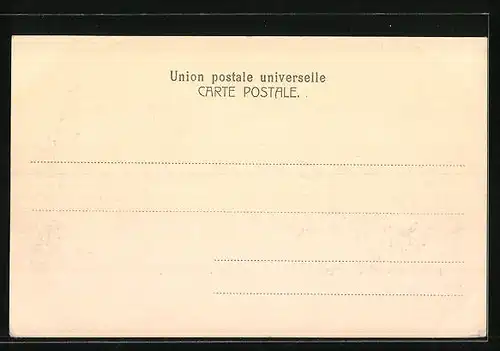 Union postale universelle
CARTE POSTALE.